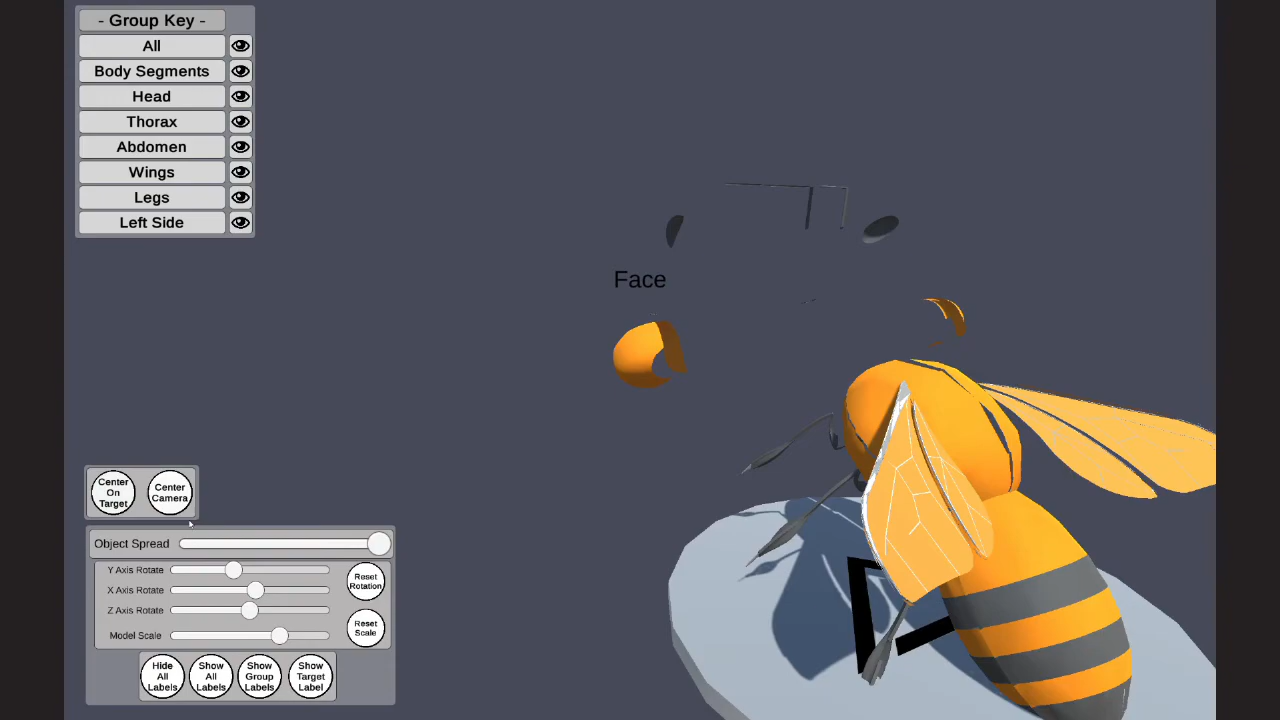 - Group Key -
All
Body Segments
Head
Thorax
Abdomen
Wings
Legs
Left Side
Face
Center
On
Target
Center
Camera
Object Spread
Y Axis Rotate
X Axis Rotate
Z Axis Rotate
Reset
Rotation
Model Scale
Reset
Scale
Hide
All
Labels
Show
All
Labels
Show
Group
Labels
Show
Target
Label